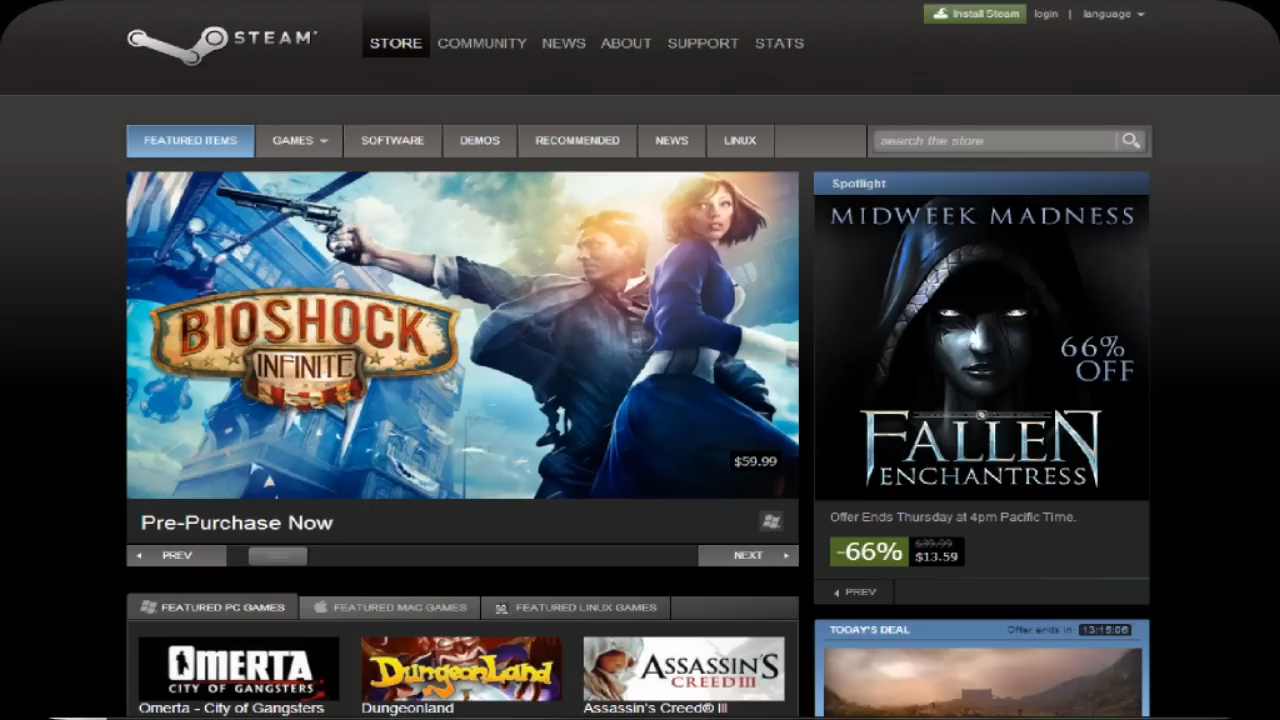 Install Steam login | language
STEAM
STORE COMMUNITY NEWS ABOUT SUPPORT STATS
FEATURED ITEMS GAMES SOFTWARE DEMOS RECOMMENDED NEWS LINUX search the store
BIOSHOCK
INFINITE
$59.99
Pre-Purchase Now
PREV NEXT
Spotlight
MIDWEEK MADNESS
66%
OFF
FALLEN
ENCHANTRESS
Offer Ends Thursday at 4pm Pacific Time.
-66% $39.99
$13.59
PREV
FEATURED PC GAMES FEATURED MAC GAMES FEATURED LINUX GAMES
OMERTA
CITY OF GANGSTERS
DUNGEONLAND
ASSASSIN'S
CREED III
Omerta - City of Gangsters Dungeonland Assassin's Creed® III
TODAY'S DEAL Offer ends in 13:15:06